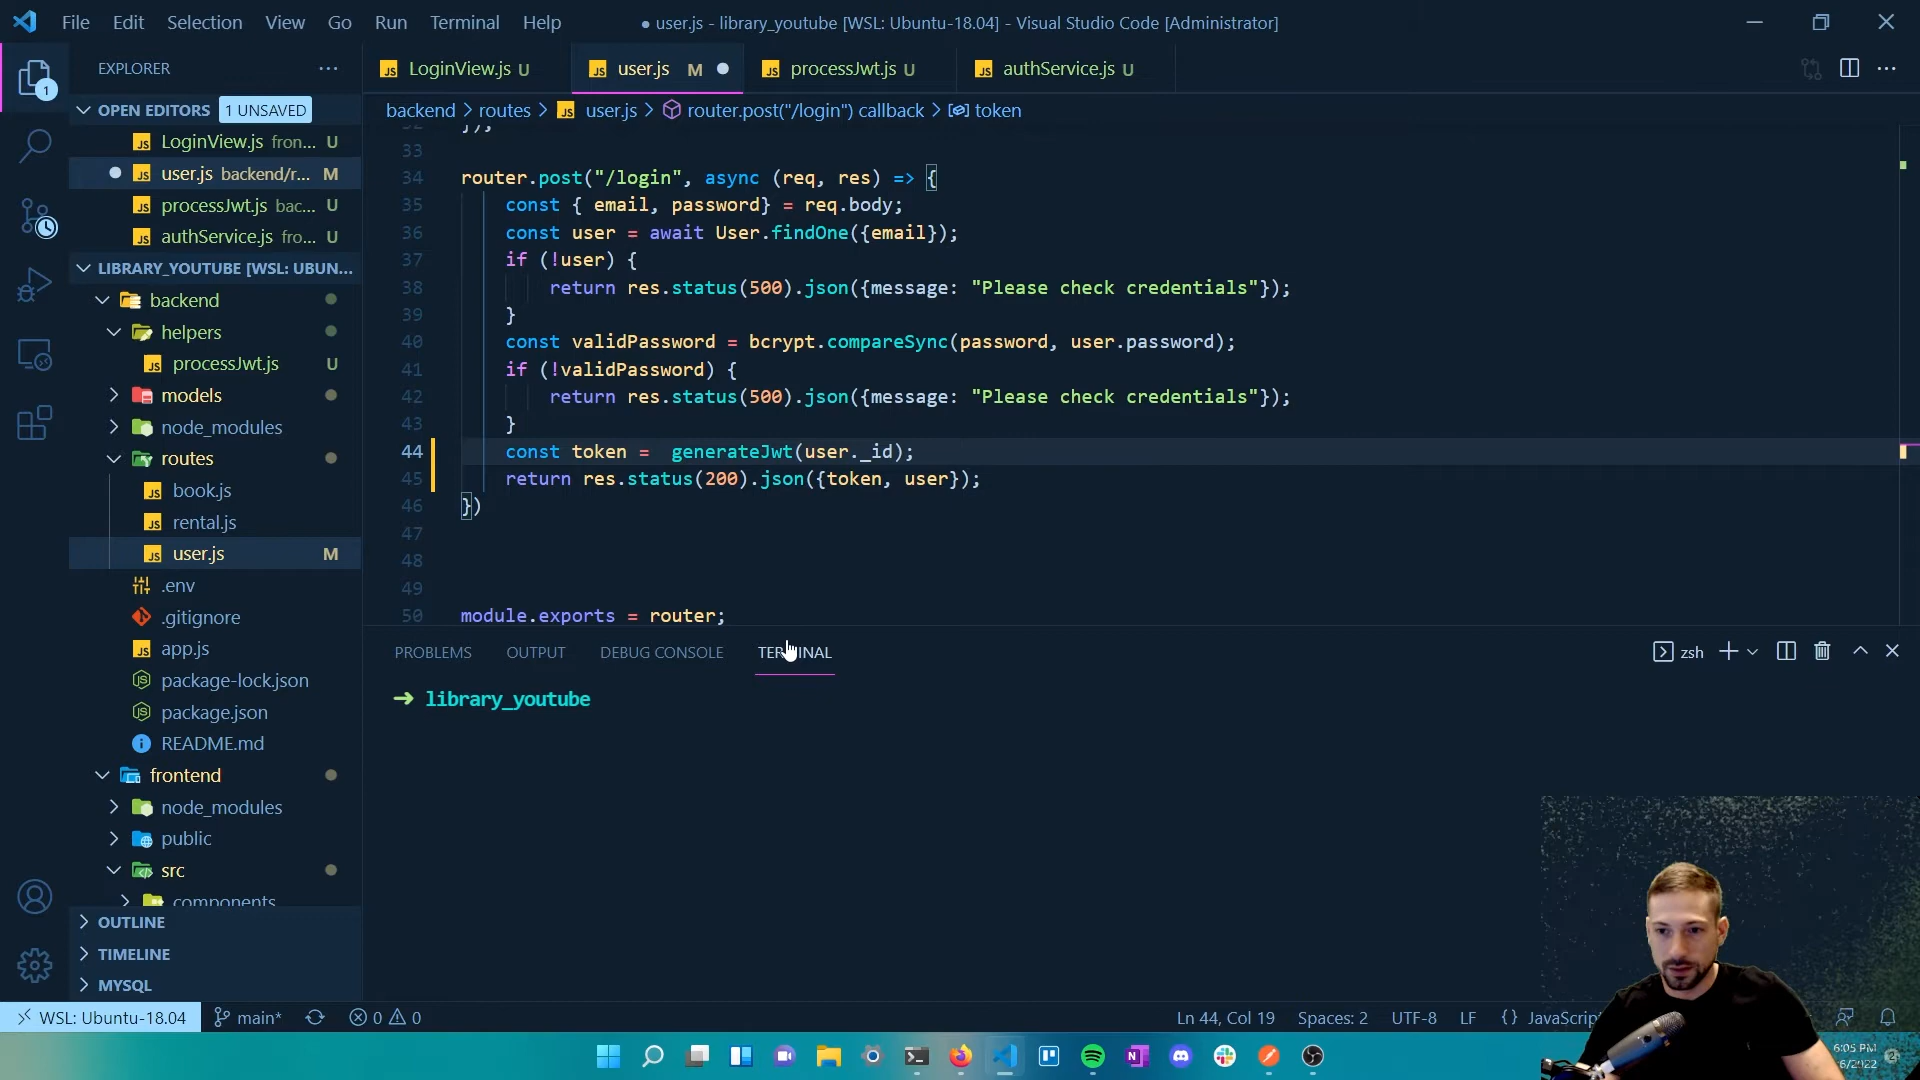 File Edit Selection View Go Run Terminal Help
● user.js - library_youtube [WSL: Ubuntu-18.04] - Visual Studio Code [Administrator]
EXPLORER
OPEN EDITORS 1 UNSAVED
LoginView.js fron... U
user.js backend/r... M
processJwt.js bac... U
authService.js fro... U
LIBRARY_YOUTUBE [WSL: UBUN...
backend
helpers
processJwt.js U
models
node_modules
routes
book.js
rental.js
user.js M
.env
.gitignore
app.js
package-lock.json
package.json
README.md
frontend
node_modules
public
src
components
OUTLINE
TIMELINE
MYSQL
LoginView.js U
user.js M
processJwt.js U
authService.js U
backend > routes > user.js > router.post("/login") callback > token
32 });
33
34 router.post("/login", async (req, res) => {
35 const { email, password} = req.body;
36 const user = await User.findOne({email});
37 if (!user) {
38 return res.status(500).json({message: "Please check credentials"});
39 }
40 const validPassword = bcrypt.compareSync(password, user.password);
41 if (!validPassword) {
42 return res.status(500).json({message: "Please check credentials"});
43 }
44 const token =  generateJwt(user._id);
45 return res.status(200).json({token, user});
46 })
47
48
49
50 module.exports = router;
PROBLEMS OUTPUT DEBUG CONSOLE TERMINAL
zsh
→ library_youtube
WSL: Ubuntu-18.04 main* 0 0
Ln 44, Col 19 Spaces: 2 UTF-8 LF {}
6:05 PM